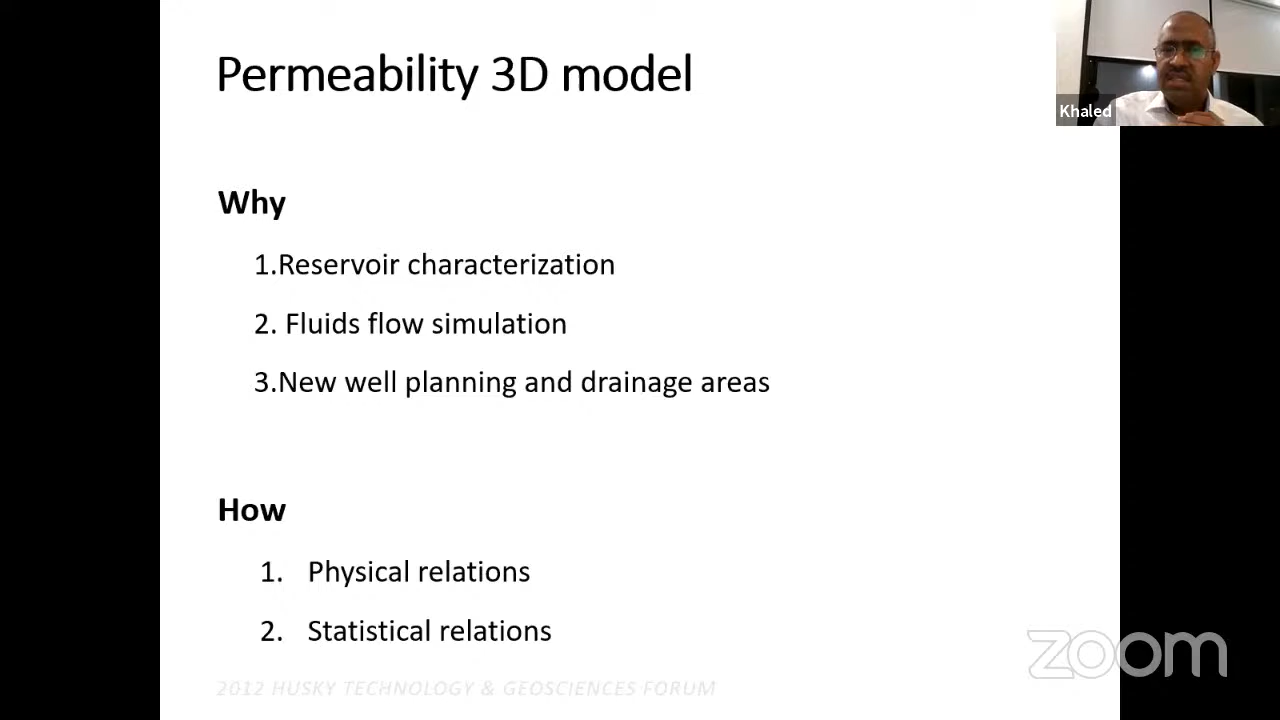 Permeability 3D model
Khaled
Why
1.Reservoir characterization
2. Fluids flow simulation
3.New well planning and drainage areas
How
1. Physical relations
2. Statistical relations
zoom
2012 HUSKY TECHNOLOGY & GEOSCIENCES FORUM